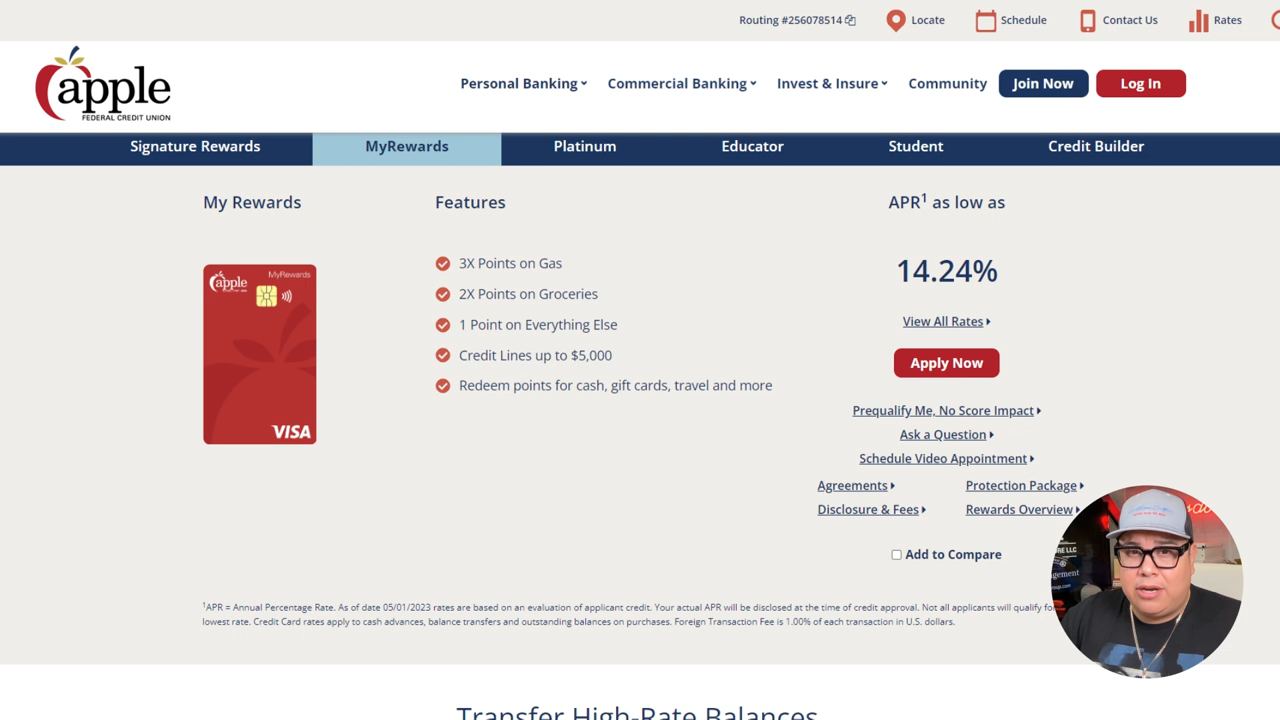 Routing #256078514
Locate
Schedule
Contact Us
Rates
apple
FEDERAL CREDIT UNION
Personal Banking
Commercial Banking
Invest & Insure
Community
Join Now
Log In
Signature Rewards
MyRewards
Platinum
Educator
Student
Credit Builder
My Rewards
apple
MyRewards
VISA
Features
3X Points on Gas
2X Points on Groceries
1 Point on Everything Else
Credit Lines up to $5,000
Redeem points for cash, gift cards, travel and more
APR1 as low as
14.24%
View All Rates
Apply Now
Prequalify Me, No Score Impact
Ask a Question
Schedule Video Appointment
Agreements
Protection Package
Disclosure & Fees
Rewards Overview
Add to Compare
1APR = Annual Percentage Rate. As of date 05/01/2023 rates are based on an evaluation of applicant credit. Your actual APR will be disclosed at the time of credit approval. Not all applicants will qualify for
lowest rate. Credit Card rates apply to cash advances, balance transfers and outstanding balances on purchases. Foreign Transaction Fee is 1.00% of each transaction in U.S. dollars.
Transfer High-Rate Balances